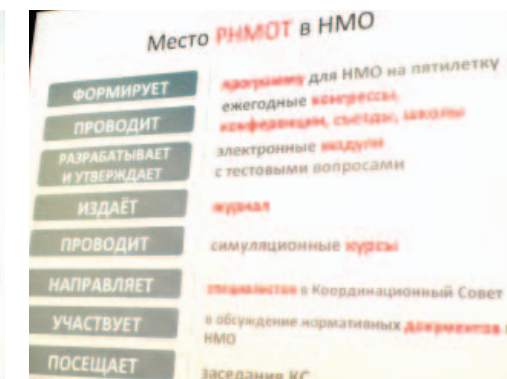 Место РНМОТ в НМО
ФОРМИРУЕТ программу для НМО на пятилетку
ПРОВОДИТ ежегодные конгрессы,
конференции, съезды, школы
РАЗРАБАТЫВАЕТ
И УТВЕРЖДАЕТ
электронные модули
с тестовыми вопросами
ИЗДАЁТ журнал
ПРОВОДИТ симуляционные курсы
НАПРАВЛЯЕТ специалистов в Координационный Совет
УЧАСТВУЕТ в обсуждение нормативных документов
НМО
ПОСЕЩАЕТ заседания КС